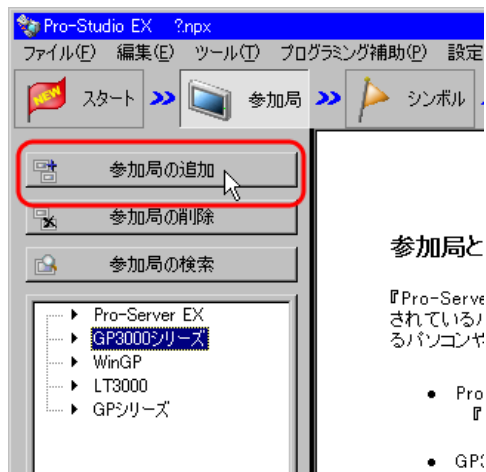 Pro-Studio EX ?.npx
ファイル(F) 編集(E) ツール(T) プログラミング補助(P) 設定
NEW スタート 参加局 シンボル
参加局の追加
参加局の削除
参加局の検索
Pro-Server EX
GP3000シリーズ
WinGP
LT3000
GPシリーズ
参加局と
『Pro-Serve
されている
るパソコンや
• Pro
『
• GP3